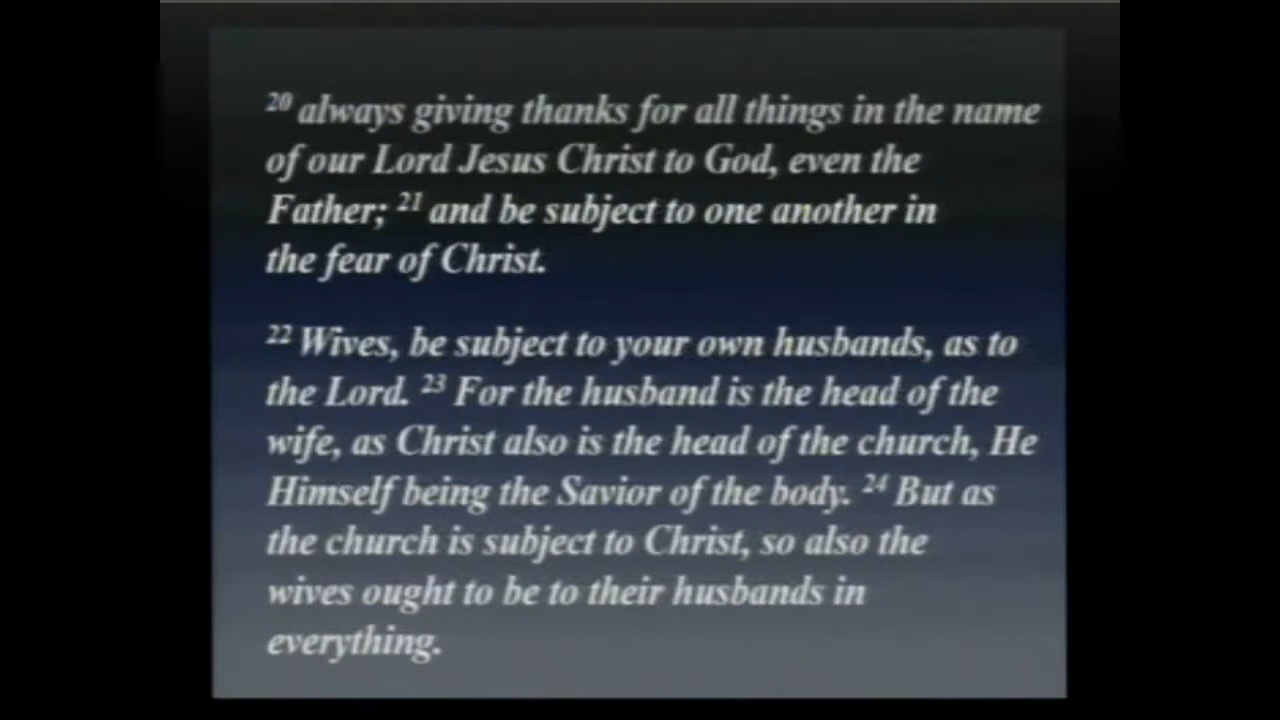 20 always giving thanks for all things in the name
of our Lord Jesus Christ to God, even the
Father; 21 and be subject to one another in
the fear of Christ.
22 Wives, be subject to your own husbands, as to
the Lord. 23 For the husband is the head of the
wife, as Christ also is the head of the church, He
Himself being the Savior of the body. 24 But as
the church is subject to Christ, so also the
wives ought to be to their husbands in
everything.